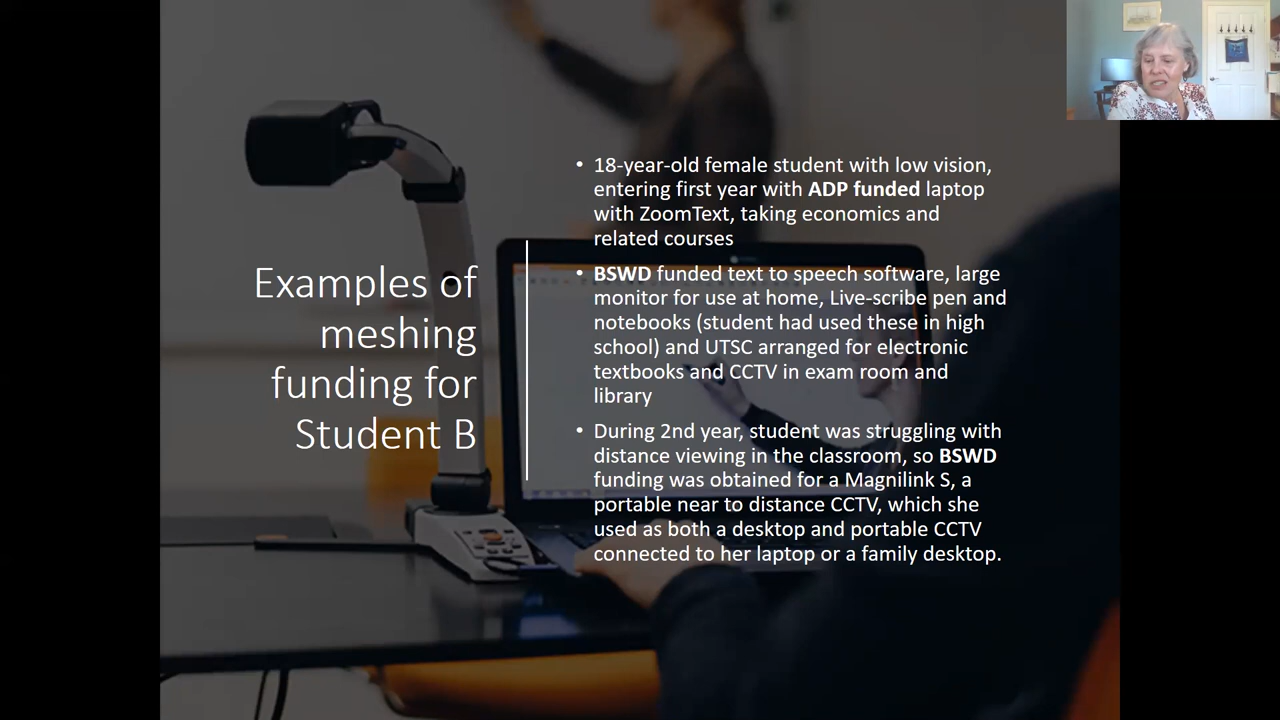 Examples of
meshing
funding for
Student B
• 18-year-old female student with low vision,
entering first year with ADP funded laptop
with ZoomText, taking economics and
related courses
• BSWD funded text to speech software, large
monitor for use at home, Live-scribe pen and
notebooks (student had used these in high
school) and UTSC arranged for electronic
textbooks and CCTV in exam room and
library
• During 2nd year, student was struggling with
distance viewing in the classroom, so BSWD
funding was obtained for a Magnilink S, a
portable near to distance CCTV, which she
used as both a desktop and portable CCTV
connected to her laptop or a family desktop.